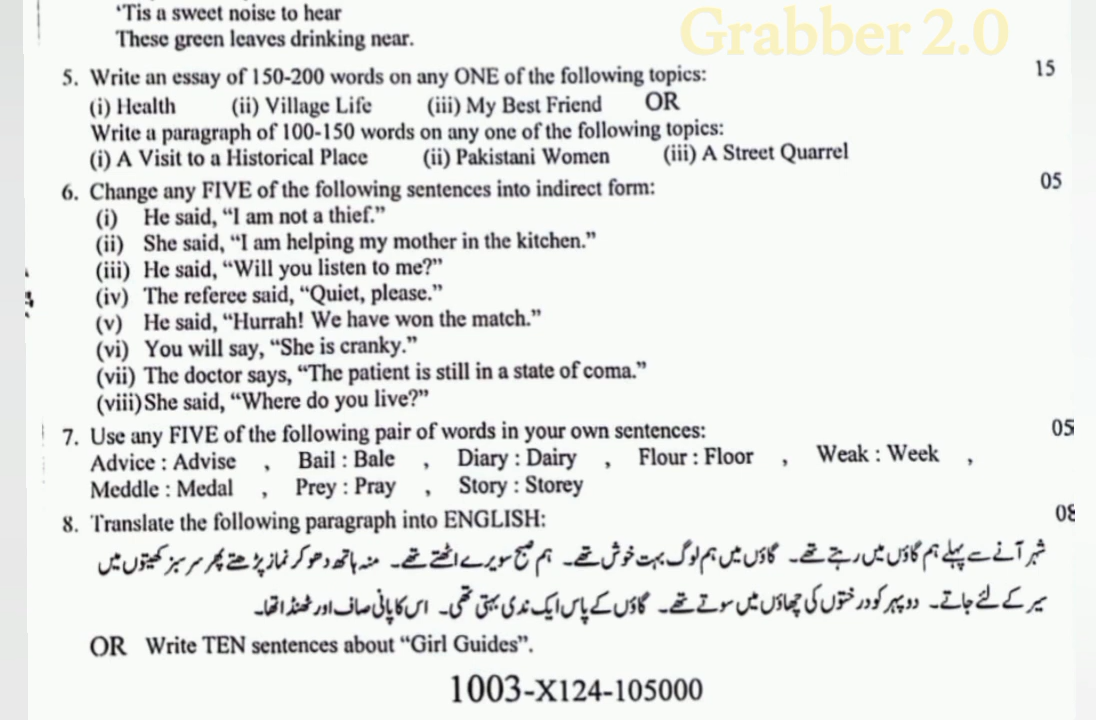 Grabber 2.0
‘Tis a sweet noise to hear
These green leaves drinking near.
5. Write an essay of 150-200 words on any ONE of the following topics: 15
(i) Health (ii) Village Life (iii) My Best Friend OR
Write a paragraph of 100-150 words on any one of the following topics:
(i) A Visit to a Historical Place (ii) Pakistani Women (iii) A Street Quarrel
6. Change any FIVE of the following sentences into indirect form: 05
(i) He said, “I am not a thief.”
(ii) She said, “I am helping my mother in the kitchen.”
(iii) He said, “Will you listen to me?”
(iv) The referee said, “Quiet, please.”
(v) He said, “Hurrah! We have won the match.”
(vi) You will say, “She is cranky.”
(vii) The doctor says, “The patient is still in a state of coma.”
(viii) She said, “Where do you live?”
7. Use any FIVE of the following pair of words in your own sentences: 05
Advice : Advise , Bail : Bale , Diary : Dairy , Flour : Floor , Weak : Week ,
Meddle : Medal , Prey : Pray , Story : Storey
8. Translate the following paragraph into ENGLISH: 08
شہر آنے سے پہلے ہم گاؤں میں رہتے تھے۔ گاؤں میں ہم لوگ بہت خوش تھے۔ ہم صبح سویرے اٹھتے تھے۔ منہ ہاتھ دھو کر نماز پڑھتے پھر سرسبز کھیتوں میں
سیر کے لئے جاتے۔ دوپہر کو درختوں کی چھاؤں میں سوتے تھے۔ گاؤں کے پاس ایک ندی بہتی تھی۔ اس کا پانی صاف اور ٹھنڈا تھا۔
OR Write TEN sentences about “Girl Guides”.
1003-X124-105000